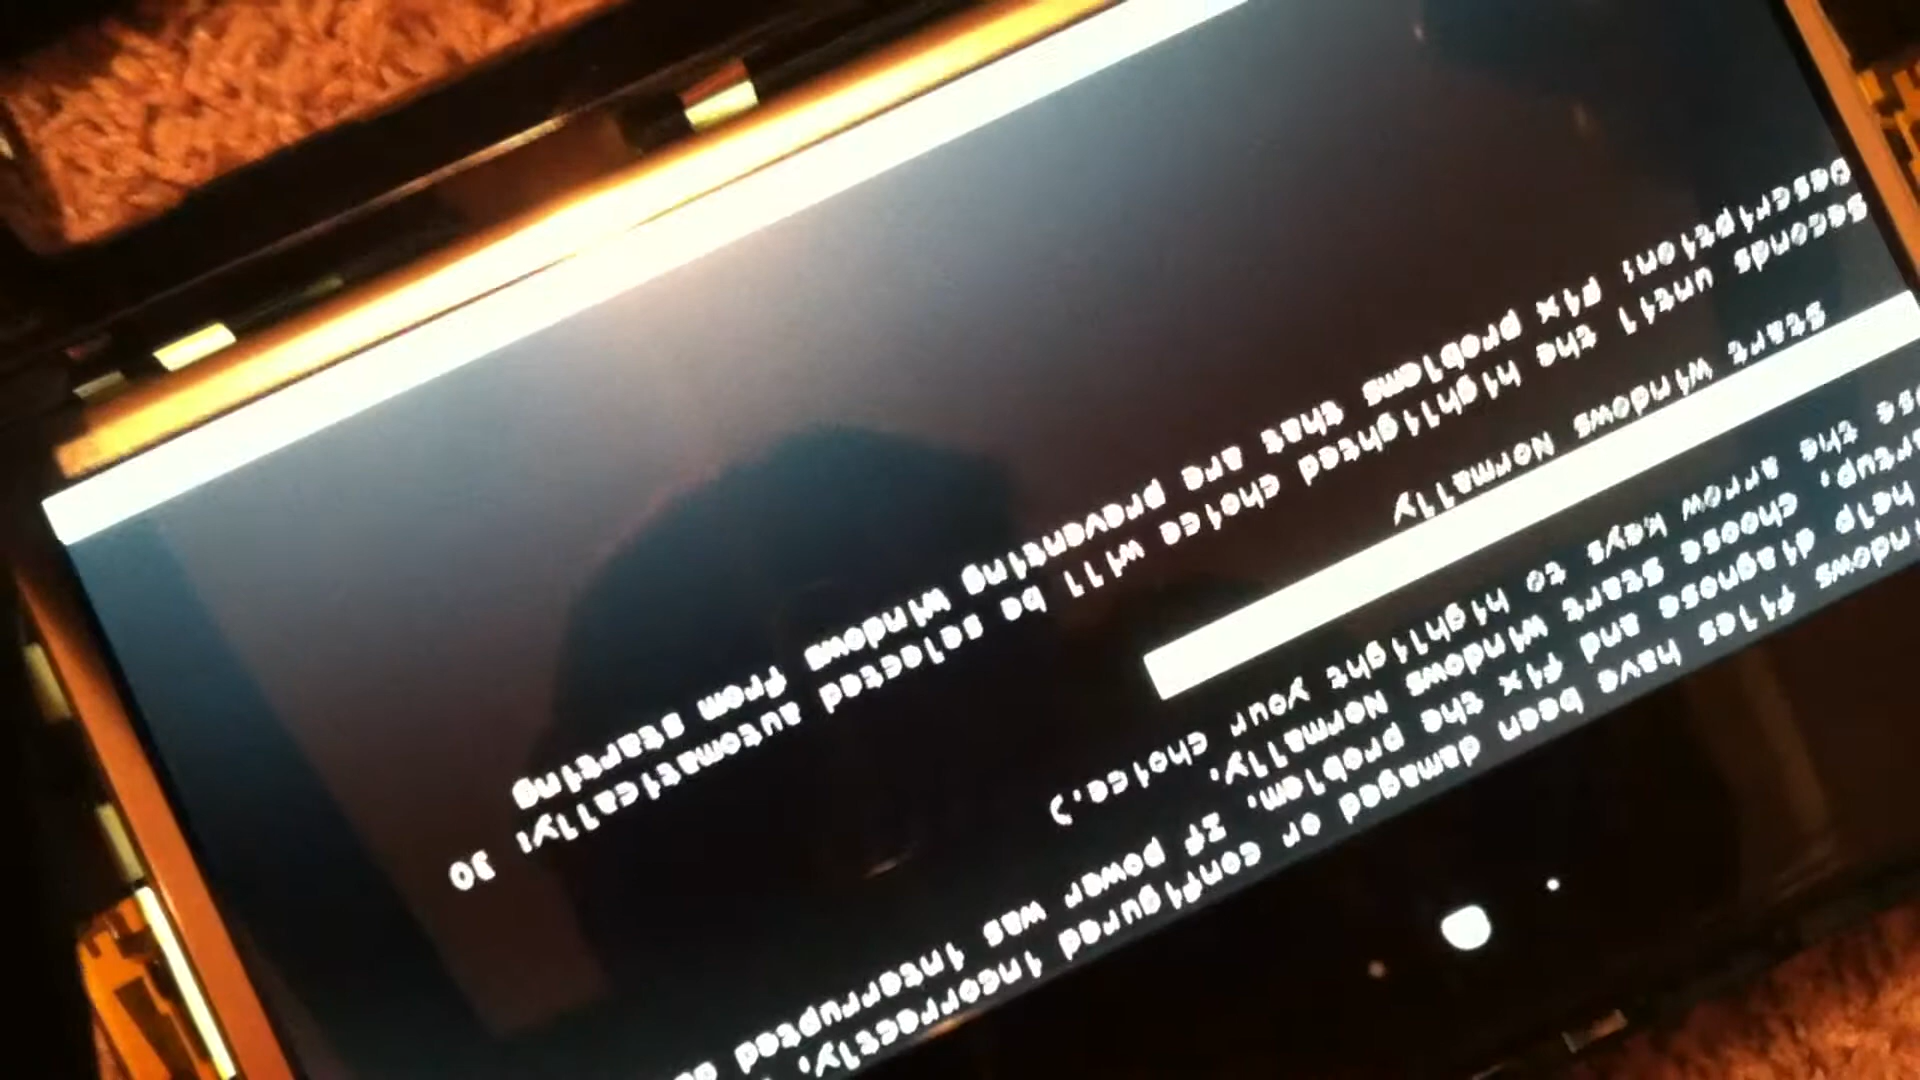 files have been damaged or configured incorrectly.
help diagnose and fix the problem. If power was interrupted
choose Start Windows Normally.
the arrow keys to highlight your choice.)
Start Windows Normally
Seconds until the highlighted choice will be selected automatically: 30
Description: Fix problems that are preventing Windows from starting